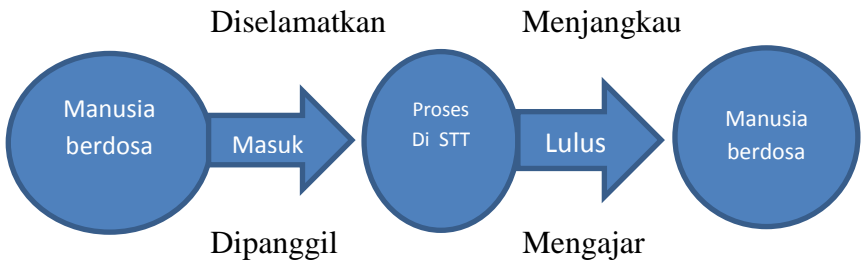 Diselamatkan
Menjangkau
Manusia
berdosa
Masuk
Proses
Di STT
Lulus
Manusia
berdosa
Dipanggil
Mengajar